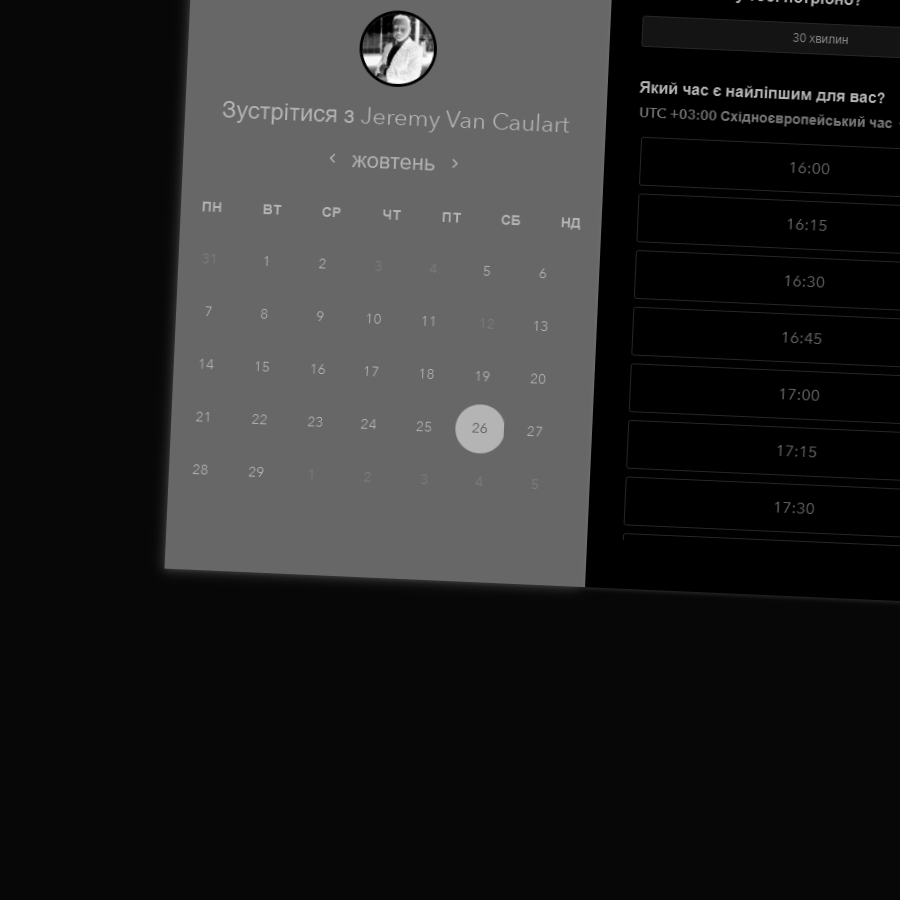 Зустрітися з Jeremy Van Caulart
жовтень
ПН ВТ СР ЧТ ПТ СБ НД
31 1 2 3 4 5 6
7 8 9 10 11 12 13
14 15 16 17 18 19 20
21 22 23 24 25 26 27
28 29 1 2 3 4 5
потрібно?
30 хвилин
Який час є найліпшим для вас?
UTC +03:00 Східноєвропейський час
16:00
16:15
16:30
16:45
17:00
17:15
17:30